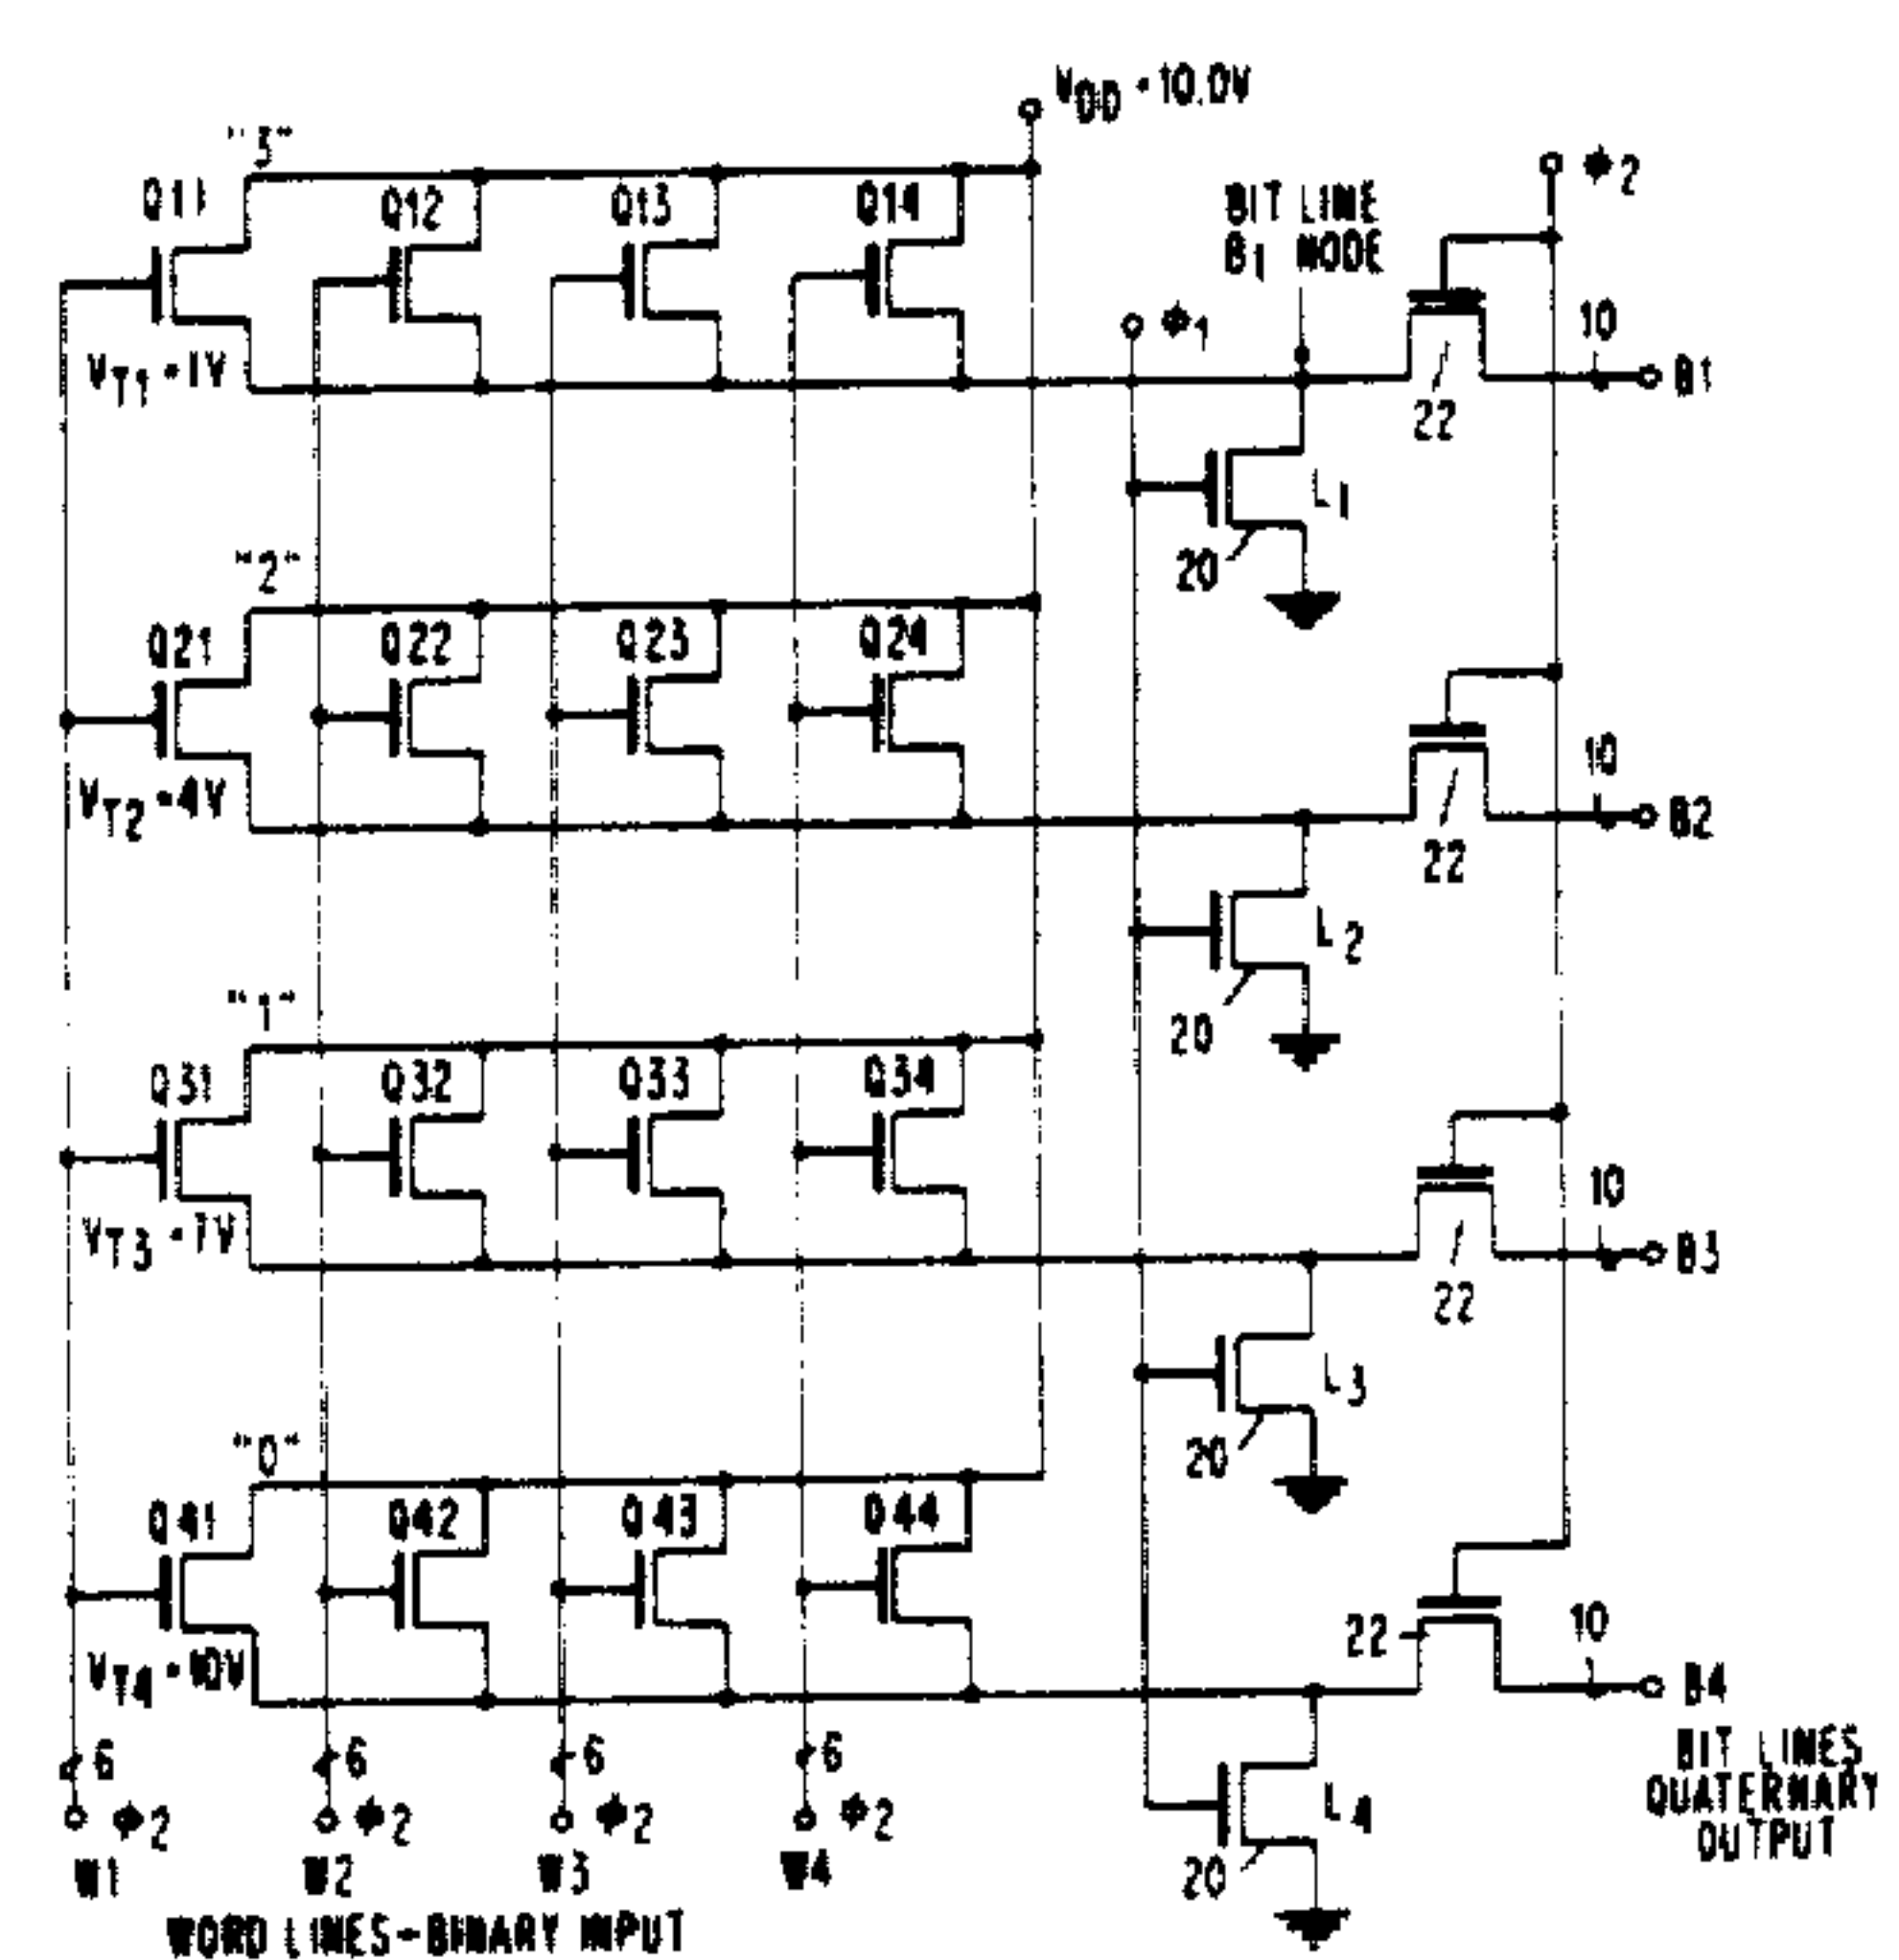 VDD = 10.0V
"3"
Q11
Q12
Q13
Q14
BIT LINE
B1 NODE
φ2
φ1
10
B1
VT1 = 1V
22
L1
20
"2"
Q21
Q22
Q23
Q24
10
B2
VT2 = 4V
22
L2
20
"1"
Q31
Q32
Q33
Q34
10
B3
VT3 = 7V
22
L3
20
"0"
Q41
Q42
Q43
Q44
22
10
B4
VT4 = 10V
BIT LINES
QUATERNARY
OUTPUT
6
6
6
6
φ2
φ2
φ2
φ2
L4
20
W1
W2
W3
W4
WORD LINES-BINARY INPUT